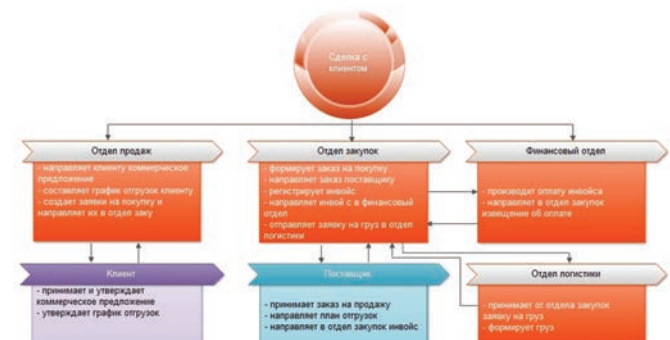 Сделка с
клиентом
Отдел продаж
- направляет клиенту коммерческое
предложение
- составляет график отгрузок клиенту
- создает заявки на покупку и
направляет их в отдел заку
Отдел закупок
- формирует заказ на покупку
- направляет заказ поставщику
- регистрирует инвойс
- направляет инвой с в финансовый
отдел
- отправляет заявку на груз в отдел
логистики
Финансовый отдел
- производит оплату инвойса
- направляет в отдел закупок
извещение об оплате
Клиент
- принимает и утверждает
коммерческое предложение
- утверждает график отгрузок
Поставщик
- принимает заказ на продажу
- направляет план отгрузок
- направляет в отдел закупок инвойс
Отдел логистики
- принимает от отдела закупок
заявку на груз
- формирует груз